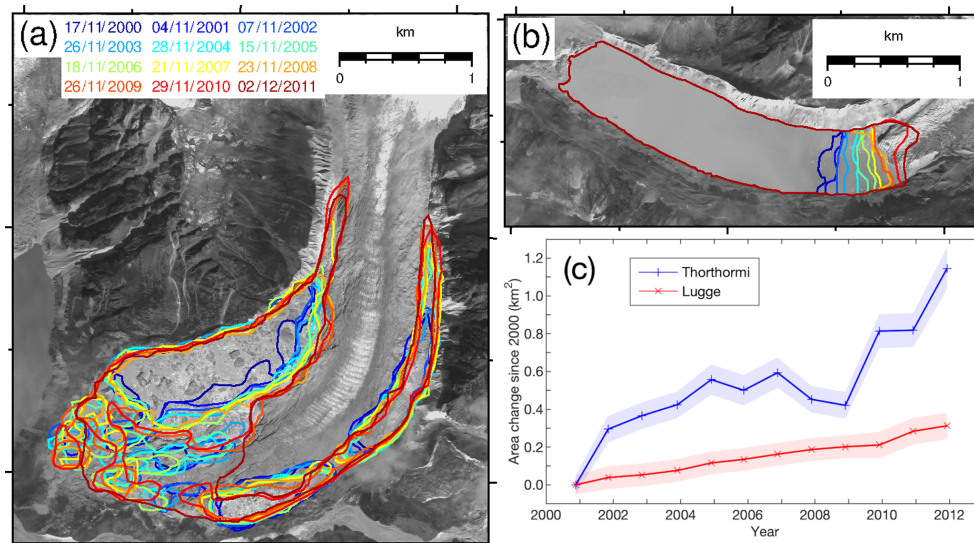 (a)
17/11/2000 04/11/2001 07/11/2002
26/11/2003 28/11/2004 15/11/2005
18/11/2006 21/11/2007 23/11/2008
26/11/2009 29/11/2010 02/12/2011
km
0 1
(b)
km
0 1
(c)
Thorthormi
Lugge
Area change since 2000 (km²)
1.2
1.0
0.8
0.6
0.4
0.2
0.0
2000 2002 2004 2006 2008 2010 2012
Year